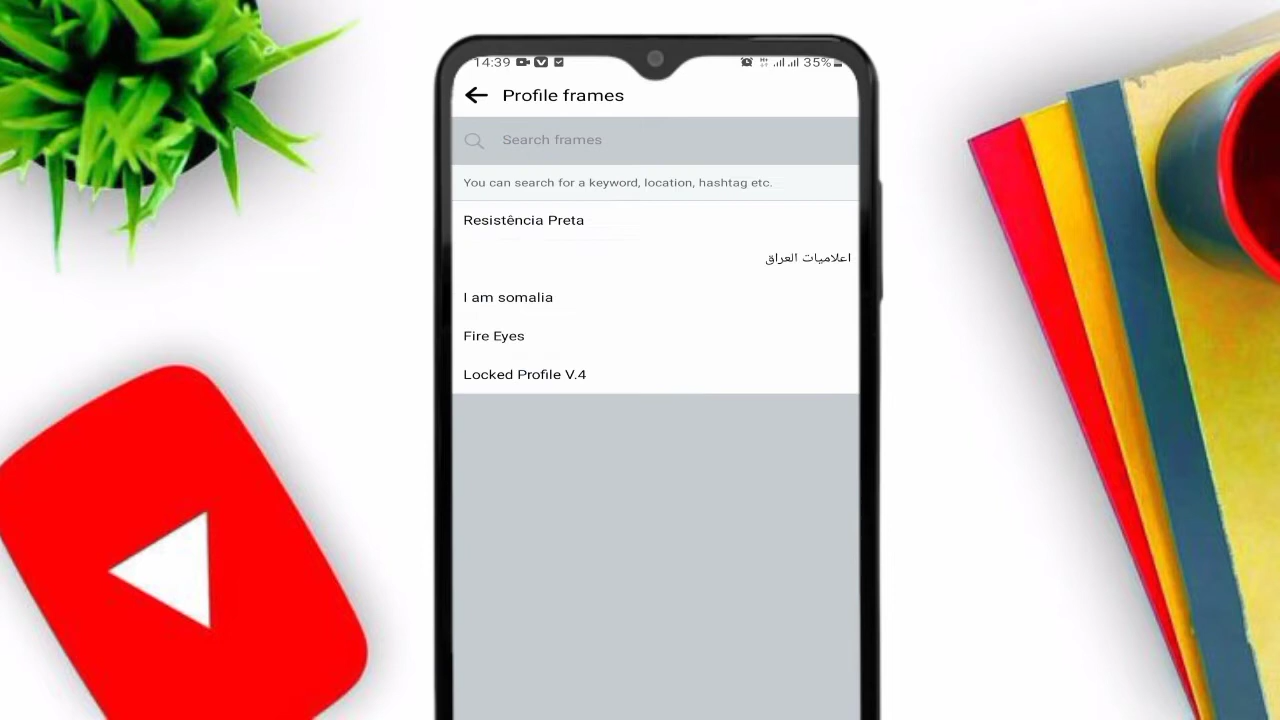 14:39
35%
Profile frames
Search frames
You can search for a keyword, location, hashtag etc.
Resistência Preta
اعلاميات العراق
I am somalia
Fire Eyes
Locked Profile V.4